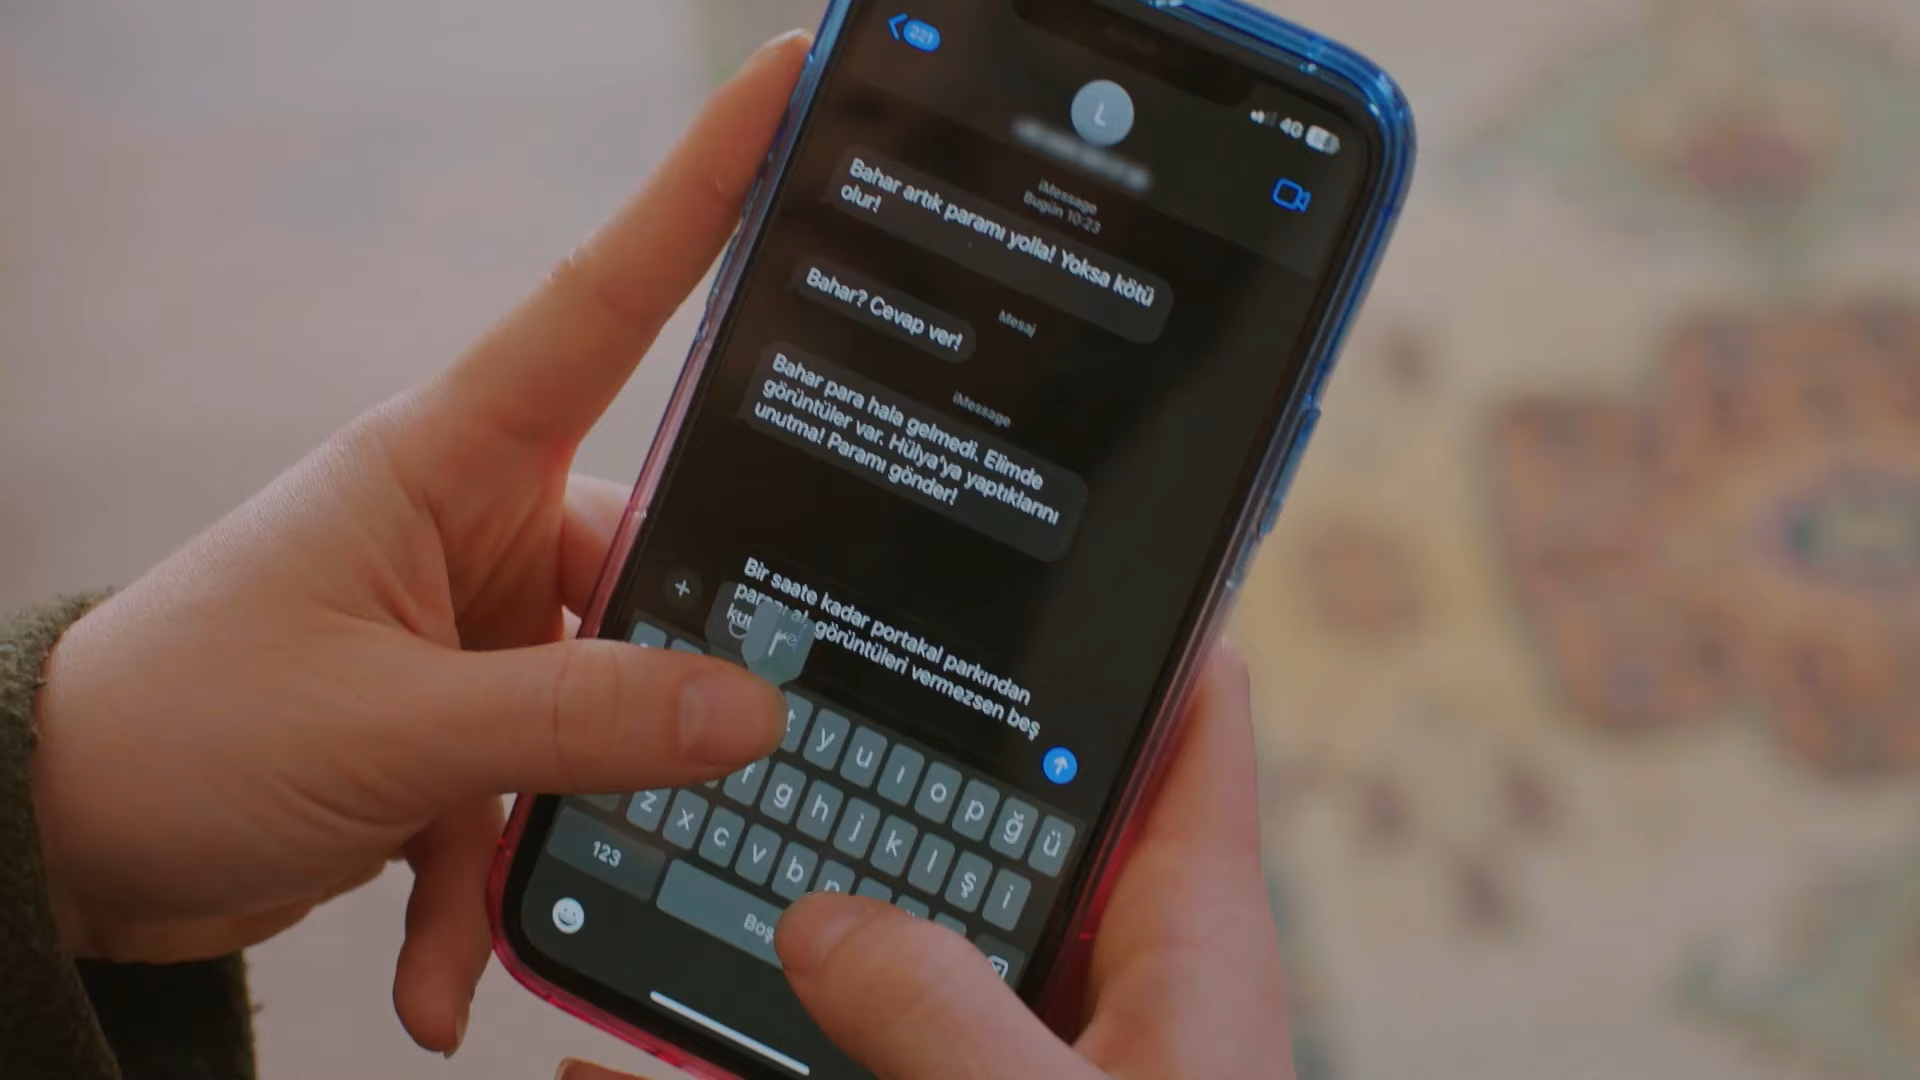 221
L
4G
iMessage
Bugün 10:23
Bahar artık paramı yolla! Yoksa kötü
olur!
Mesaj
Bahar? Cevap ver!
iMessage
Bahar para hala gelmedi. Elimde
görüntüler var. Hülya'ya yaptıklarını
unutma! Paramı gönder!
Bir saate kadar portakal parkından
görüntüleri vermezsen beş
r
t y u ı o p ğ ü
f g h j k l ş i
z x c v b n
123